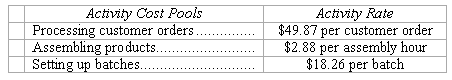 Activity Cost Pools Activity Rate
Processing customer orders............... $49.87 per customer order
Assembling products......................... $2.88 per assembly hour
Setting up batches............................. $18.26 per batch